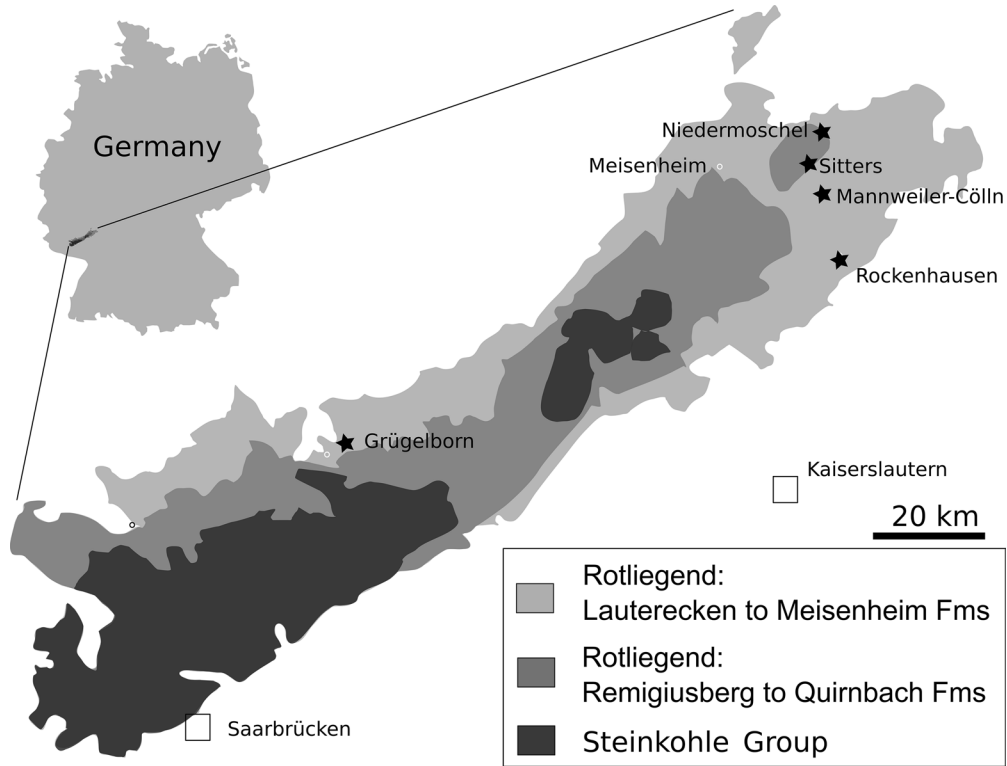 Germany
Niedermoschel
Meisenheim
Sitters
Mannweiler-Cölln
Rockenhausen
Grügelborn
Kaiserslautern
20 km
Rotliegend:
Lauterecken to Meisenheim Fms
Rotliegend:
Remigiusberg to Quirnbach Fms
Steinkohle Group
Saarbrücken